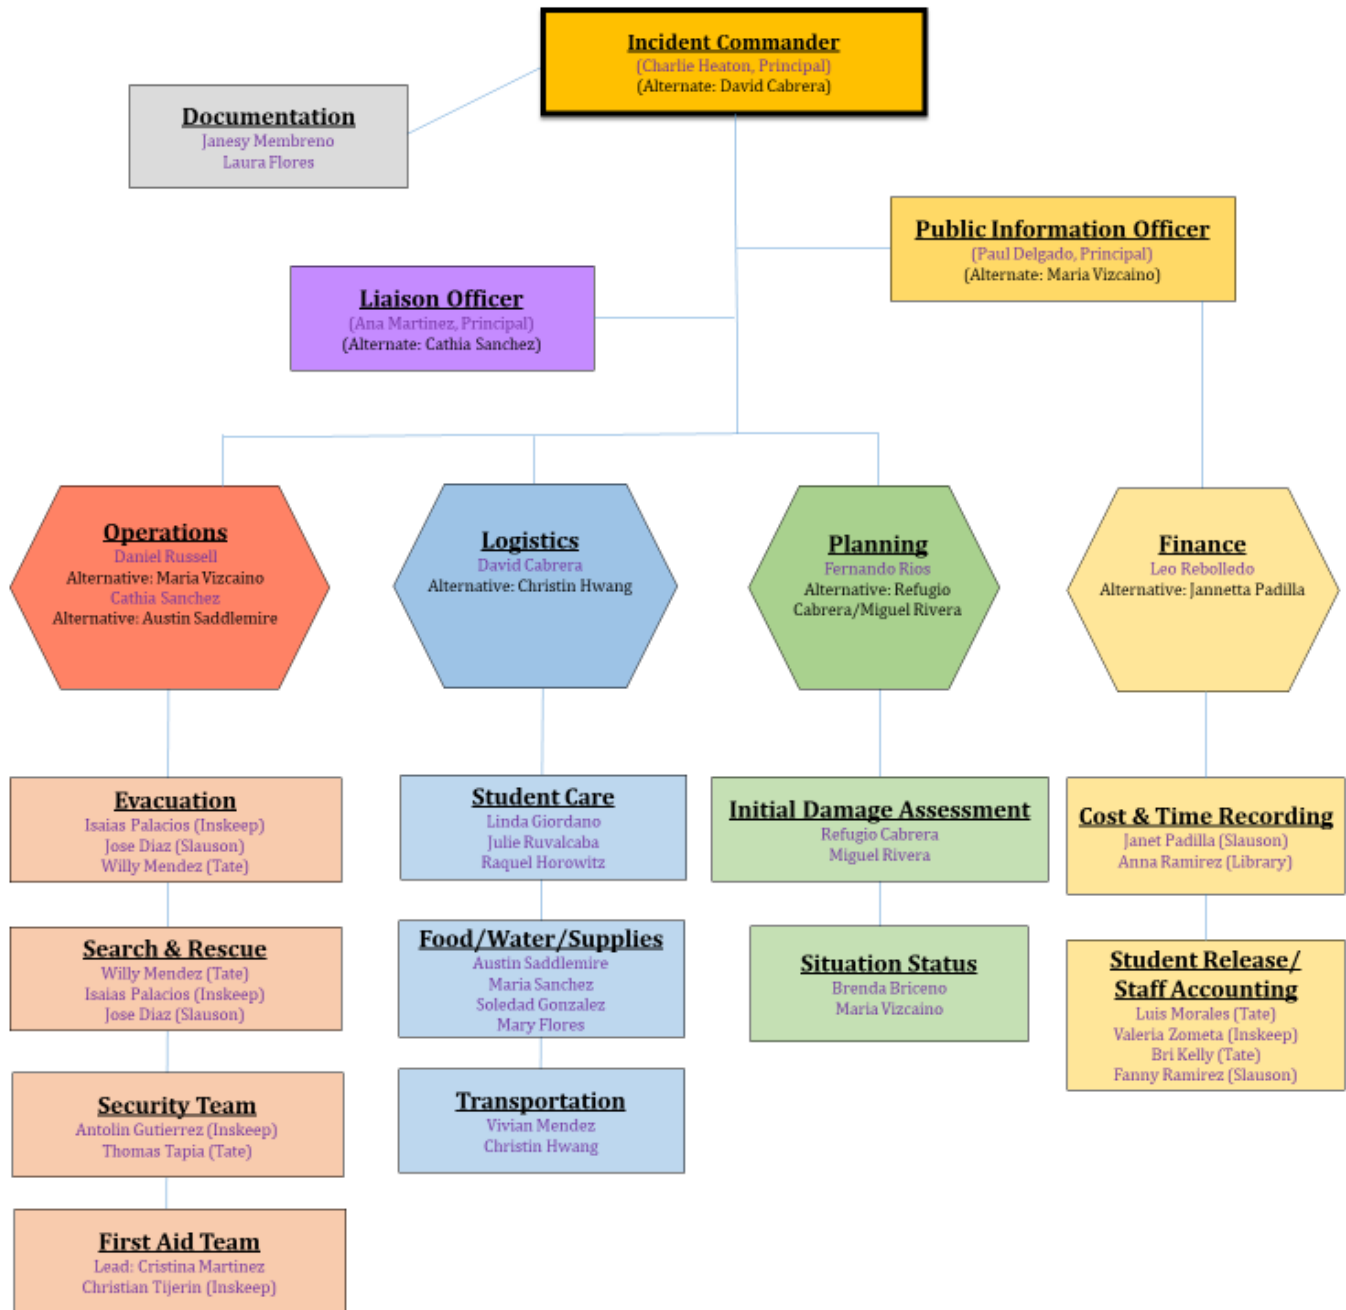 Incident Commander
(Charlie Heaton, Principal)
(Alternate: David Cabrera)
Documentation
Janesy Membreno
Laura Flores
Public Information Officer
(Paul Delgado, Principal)
(Alternate: Maria Vizcaino)
Liaison Officer
(Ana Martinez, Principal)
(Alternate: Cathia Sanchez)
Operations
Daniel Russell
Alternative: Maria Vizcaino
Cathia Sanchez
Alternative: Austin Saddlemire
Logistics
David Cabrera
Alternative: Christin Hwang
Planning
Fernando Rios
Alternative: Refugio
Cabrera/Miguel Rivera
Finance
Leo Rebolledo
Alternative: Jannetta Padilla
Evacuation
Isaias Palacios (Inskeep)
Jose Diaz (Slauson)
Willy Mendez (Tate)
Student Care
Linda Giordano
Julie Ruvalcaba
Raquel Horowitz
Initial Damage Assessment
Refugio Cabrera
Miguel Rivera
Cost & Time Recording
Janet Padilla (Slauson)
Anna Ramirez (Library)
Search & Rescue
Willy Mendez (Tate)
Isaias Palacios (Inskeep)
Jose Diaz (Slauson)
Food/Water/Supplies
Austin Saddlemire
Maria Sanchez
Soledad Gonzalez
Mary Flores
Situation Status
Brenda Briceno
Maria Vizcaino
Student Release/
Staff Accounting
Luis Morales (Tate)
Valeria Zometa (Inskeep)
Bri Kelly (Tate)
Fanny Ramirez (Slauson)
Security Team
Antolin Gutierrez (Inskeep)
Thomas Tapia (Tate)
Transportation
Vivian Mendez
Christin Hwang
First Aid Team
Lead: Cristina Martinez
Christian Tijerin (Inskeep)